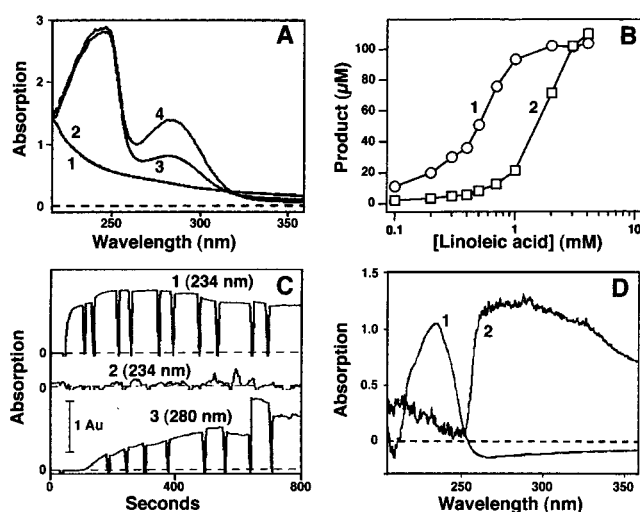 A
3
2
1
0
Absorption
4
2
3
1
250
300
350
Wavelength (nm)
B
100
80
60
40
20
0
Product (µM)
1
2
0.1
1
10
[Linoleic acid] (mM)
C
1 (234 nm)
0
2 (234 nm)
0
3 (280 nm)
1 Au
0
Absorption
0
200
400
600
800
Seconds
D
1.5
1.0
0.5
0
Absorption
1
2
250
300
350
Wavelength (nm)